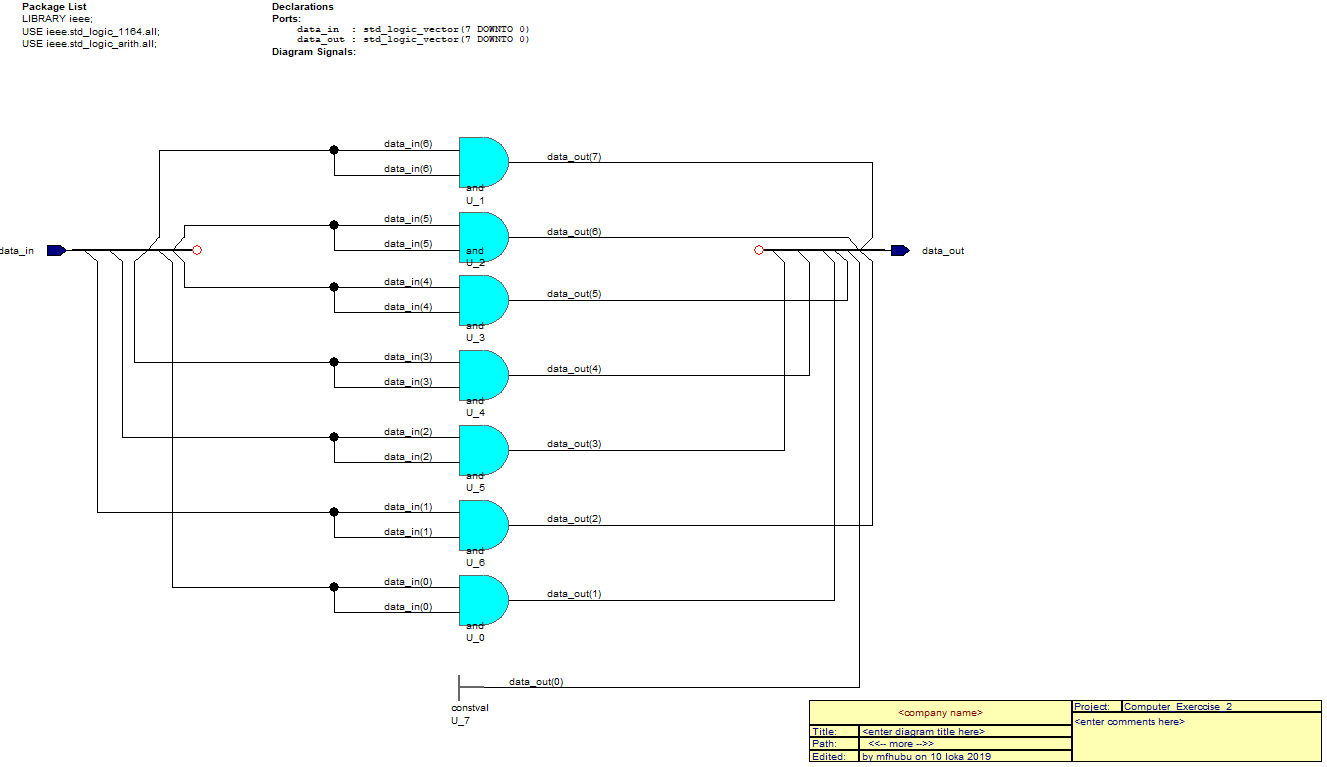 Package List
LIBRARY ieee;
USE ieee.std_logic_1164.all;
USE ieee.std_logic_arith.all;
Declarations
Ports:
data_in : std_logic_vector(7 DOWNTO 0)
data_out : std_logic_vector(7 DOWNTO 0)
Diagram Signals:
data_in(6)
data_in(6)
data_out(7)
and
U_1
data_in(5)
data_in(5)
data_out(6)
and
U_2
data_in
data_out
data_in(4)
data_in(4)
data_out(5)
and
U_3
data_in(3)
data_in(3)
data_out(4)
and
U_4
data_in(2)
data_in(2)
data_out(3)
and
U_5
data_in(1)
data_in(1)
data_out(2)
and
U_6
data_in(0)
data_in(0)
data_out(1)
and
U_0
data_out(0)
constval
U_7
<company name>
Project: Computer_Exercise_2
<enter comments here>
Title: <enter diagram title here>
Path: <<-- more -->>
Edited: by mfhubu on 10 loka 2019